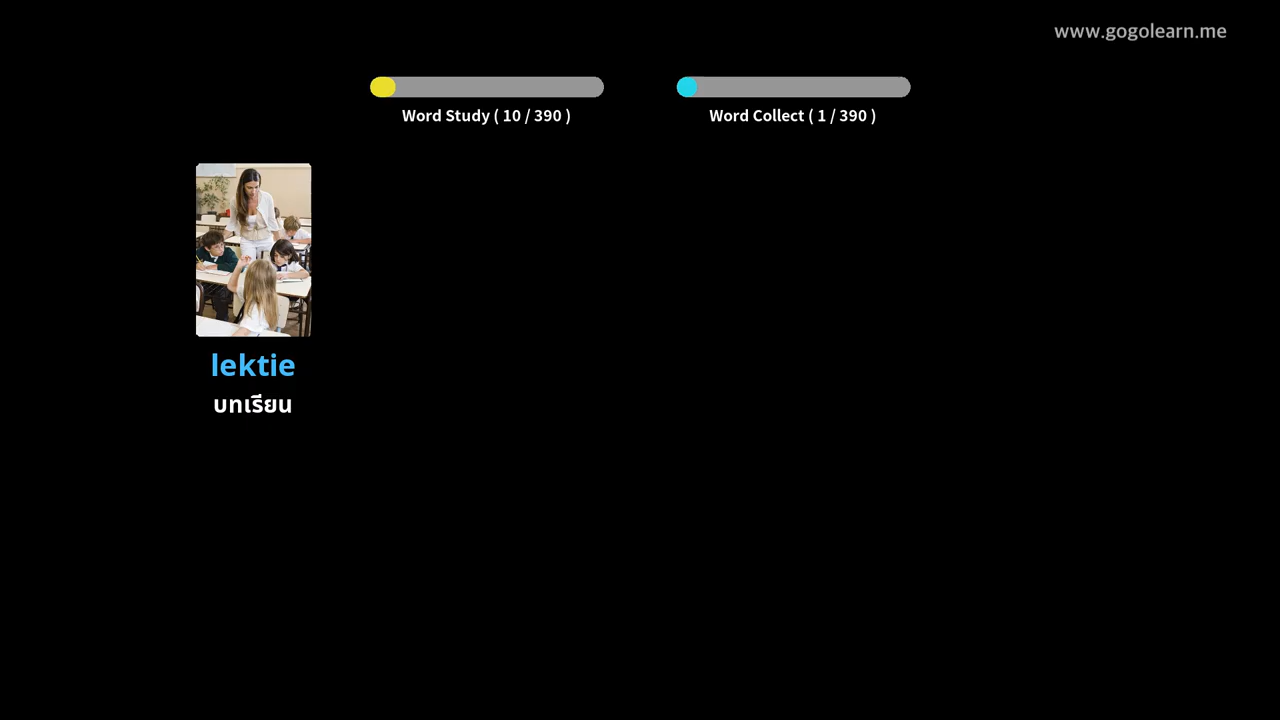 www.gogolearn.me
Word Study ( 10 / 390 )
Word Collect ( 1 / 390 )
lektie
บทเรียน